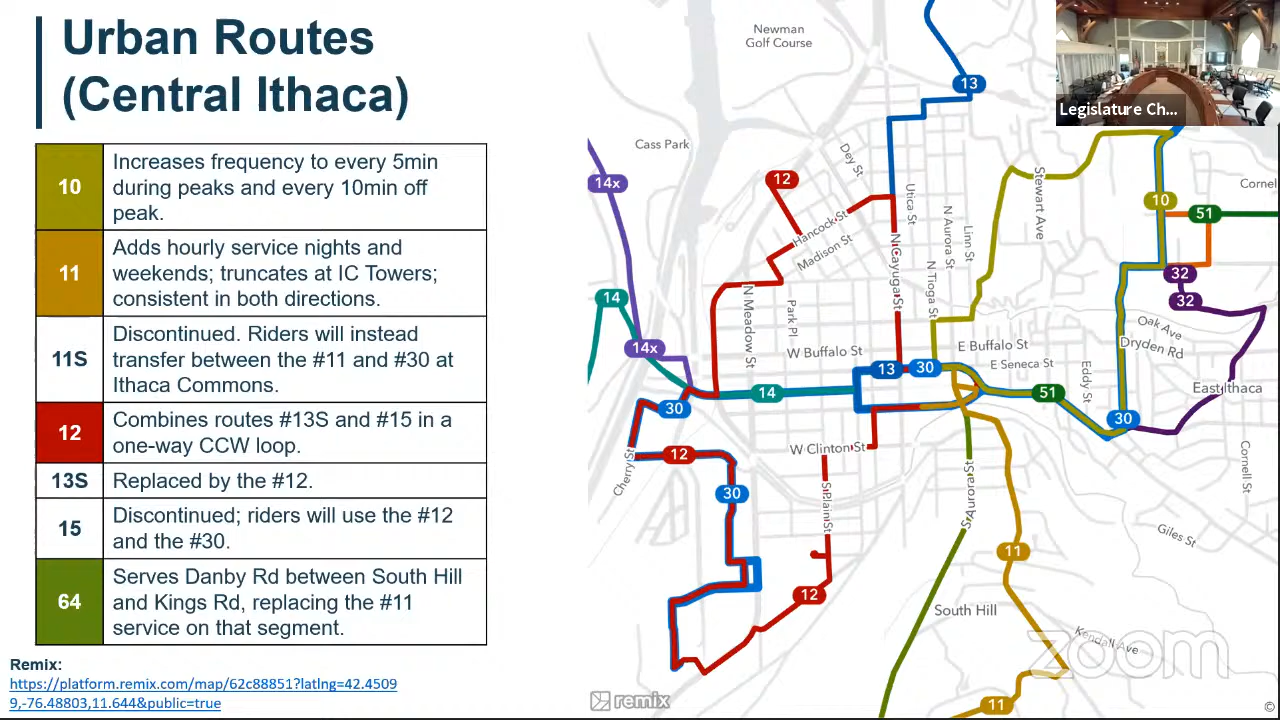 Urban Routes
(Central Ithaca)
10
Increases frequency to every 5min
during peaks and every 10min off
peak.
11
Adds hourly service nights and
weekends; truncates at IC Towers;
consistent in both directions.
11S
Discontinued. Riders will instead
transfer between the #11 and #30 at
Ithaca Commons.
12
Combines routes #13S and #15 in a
one-way CCW loop.
13S
Replaced by the #12.
15
Discontinued; riders will use the #12
and the #30.
64
Serves Danby Rd between South Hill
and Kings Rd, replacing the #11
service on that segment.
Remix:
https://platform.remix.com/map/62c88851?latlng=42.4509
9,-76.48803,11.644&public=true
Newman
Golf Course
13
Legislature Ch...
Cass Park
Dey St
14x
12
Utica St
Stewart Ave
Cornel
10
51
Hancock St
Madison St
N Cayuga St
N Aurora St
Linn St
N Tioga St
32
32
14
N Meadow St
Park Pl
14x
W Buffalo St
E Buffalo St
E Seneca St
Oak Ave
Dryden Rd
13
30
Eddy St
East Ithaca
14
51
30
30
W Clinton St
12
Cherry St
S Plain St
S Aurora St
Cornell St
30
Giles St
11
12
South Hill
Kendall Ave
zoom
11
remix
©